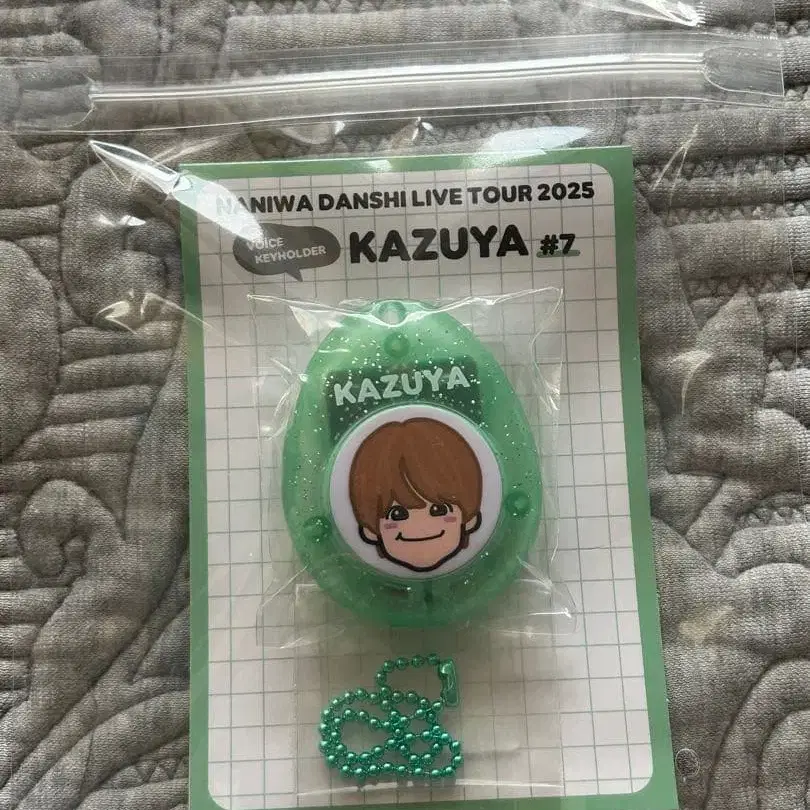 NANIWA DANSHI LIVE TOUR 2025
VOICE
KEYHOLDER
KAZUYA #7
KAZUYA